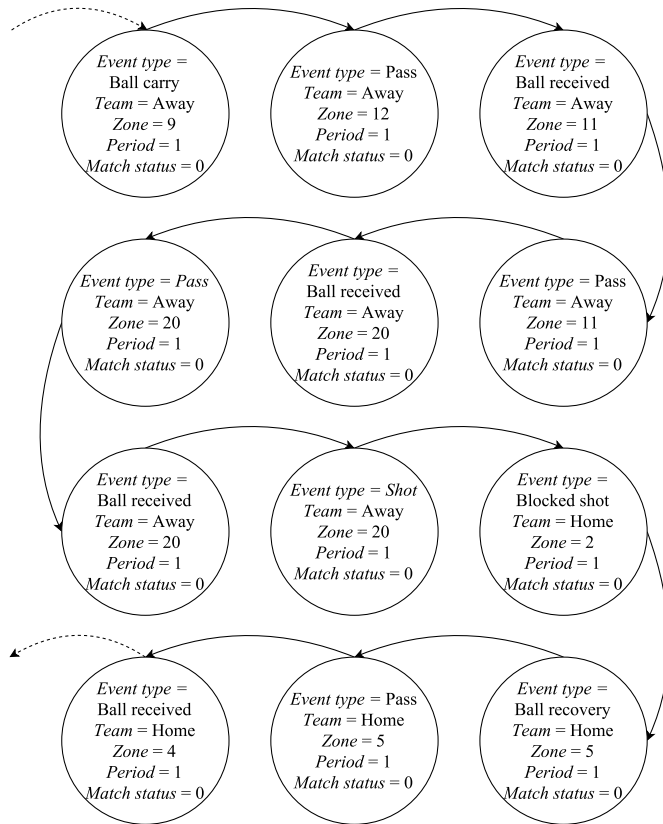 Event type =
Ball carry
Team = Away
Zone = 9
Period = 1
Match status = 0
Event type = Pass
Team = Away
Zone = 12
Period = 1
Match status = 0
Event type =
Ball received
Team = Away
Zone = 11
Period = 1
Match status = 0
Event type = Pass
Team = Away
Zone = 20
Period = 1
Match status = 0
Event type =
Ball received
Team = Away
Zone = 20
Period = 1
Match status = 0
Event type = Pass
Team = Away
Zone = 11
Period = 1
Match status = 0
Event type =
Ball received
Team = Away
Zone = 20
Period = 1
Match status = 0
Event type = Shot
Team = Away
Zone = 20
Period = 1
Match status = 0
Event type =
Blocked shot
Team = Home
Zone = 2
Period = 1
Match status = 0
Event type =
Ball received
Team = Home
Zone = 4
Period = 1
Match status = 0
Event type = Pass
Team = Home
Zone = 5
Period = 1
Match status = 0
Event type =
Ball recovery
Team = Home
Zone = 5
Period = 1
Match status = 0